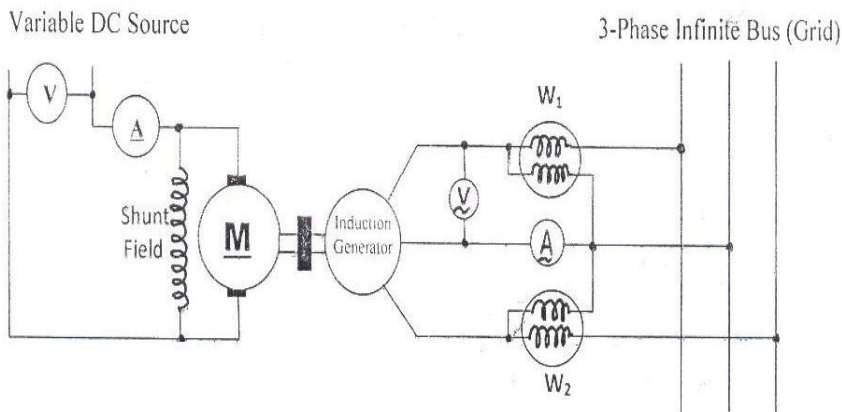 Variable DC Source
3-Phase Infinite Bus (Grid)
V
A
W₁
Shunt
Field
M
Induction
Generator
V
A
W₂